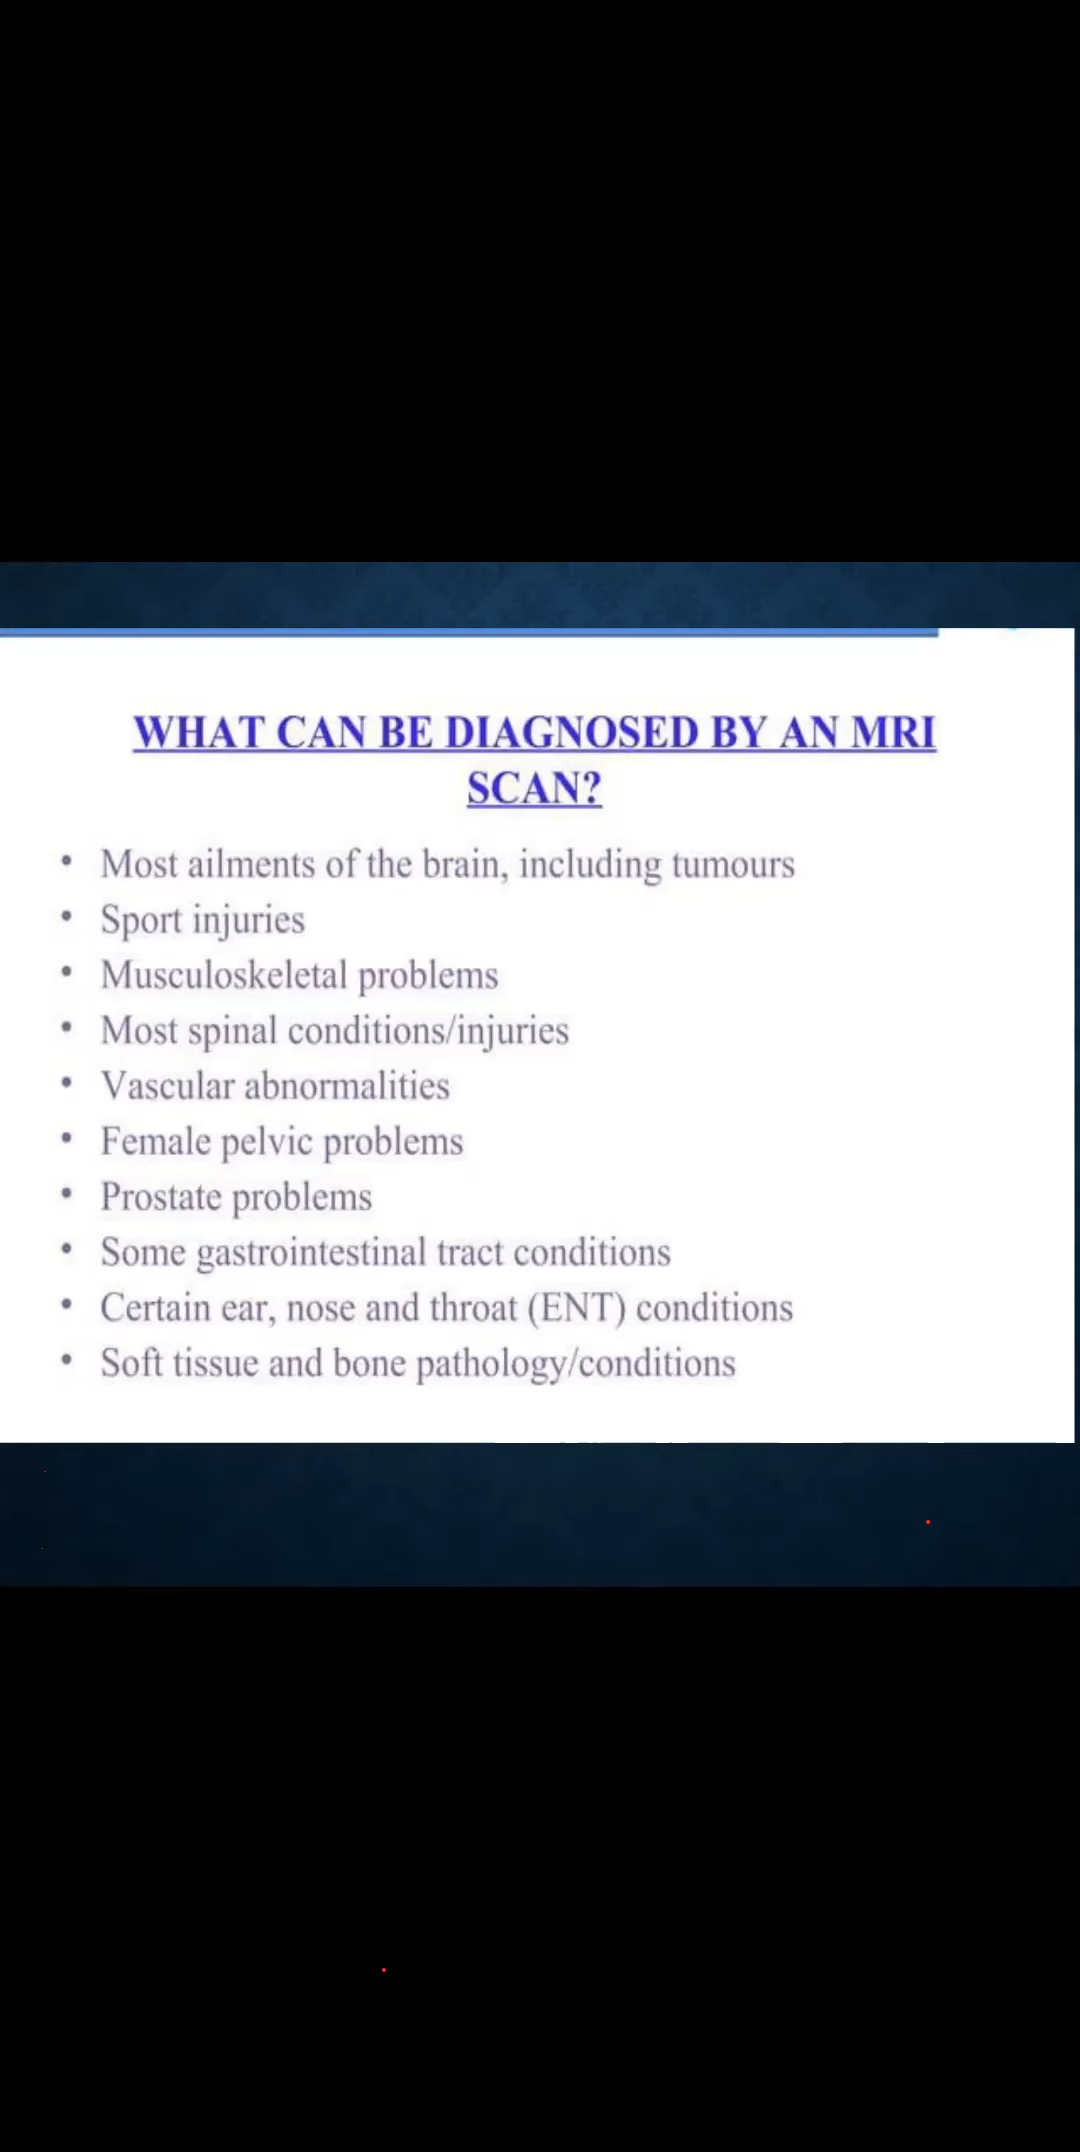 WHAT CAN BE DIAGNOSED BY AN MRI
SCAN?
• Most ailments of the brain, including tumours
• Sport injuries
• Musculoskeletal problems
• Most spinal conditions/injuries
• Vascular abnormalities
• Female pelvic problems
• Prostate problems
• Some gastrointestinal tract conditions
• Certain ear, nose and throat (ENT) conditions
• Soft tissue and bone pathology/conditions